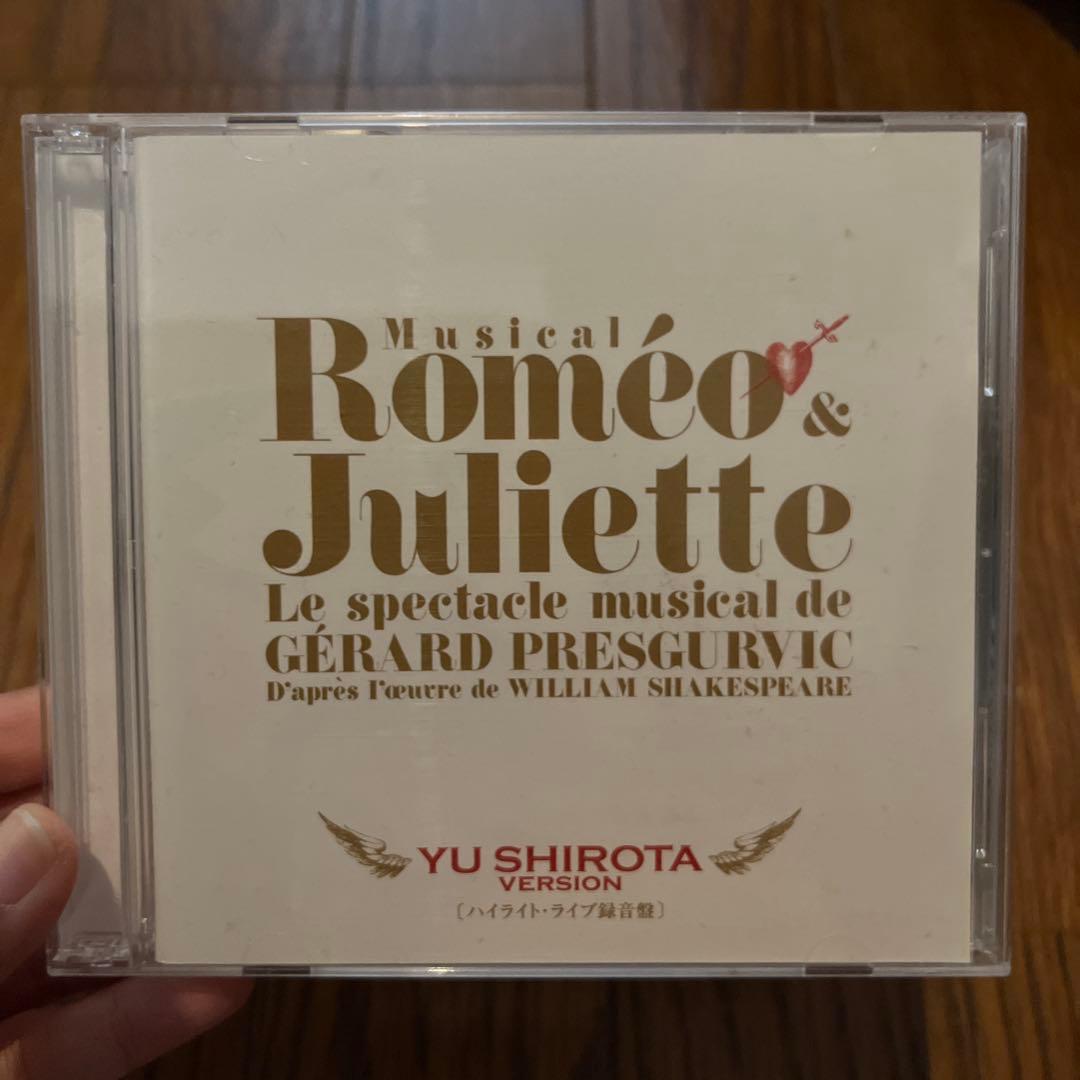 Musical
Roméo &
Juliette
Le spectacle musical de
GÉRARD PRESGURVIC
D'après l'œuvre de WILLIAM SHAKESPEARE
YU SHIROTA
VERSION
〔ハイライト・ライブ録音盤〕